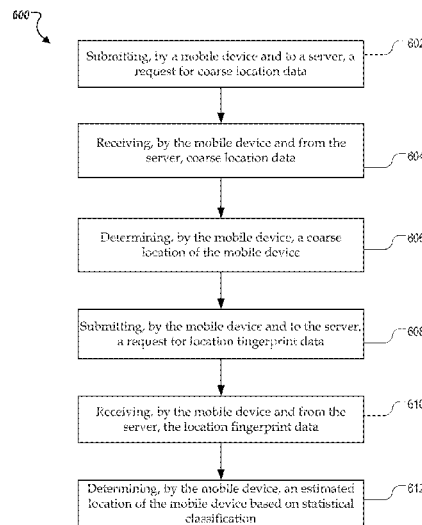 600
Submitting, by a mobile device and to a server, a
request for coarse location data
602
Receiving, by the mobile device and from the
server, coarse location data
604
Determining, by the mobile device, a coarse
location of the mobile device
606
Submitting, by the mobile device and to the server,
a request for location fingerprint data
608
Receiving, by the mobile device and from the
server, the location fingerprint data
610
Determining, by the mobile device, an estimated
location of the mobile device based on statistical
classification
612